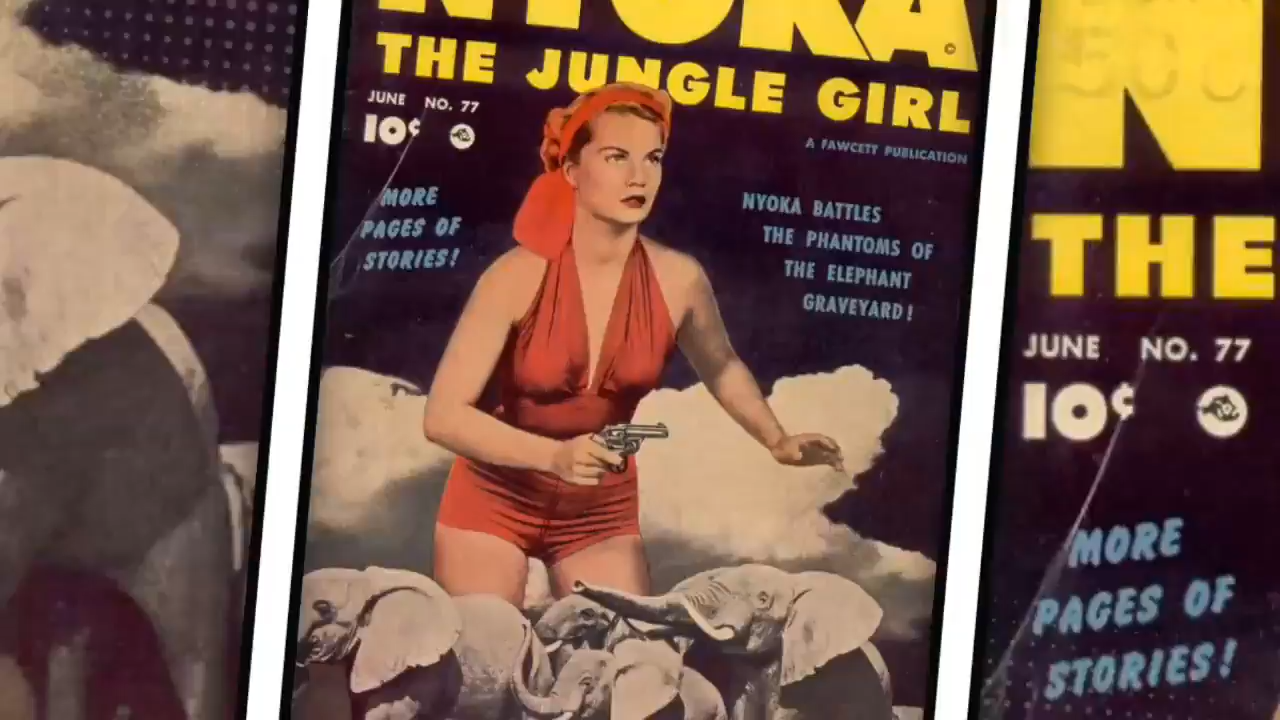 NYOKA
THE JUNGLE GIRL
JUNE NO. 77
10¢
A FAWCETT PUBLICATION
MORE
PAGES OF
STORIES!
NYOKA BATTLES
THE PHANTOMS OF
THE ELEPHANT
GRAVEYARD!
N
THE
JUNE NO. 77
10¢
MORE
PAGES OF
STORIES!